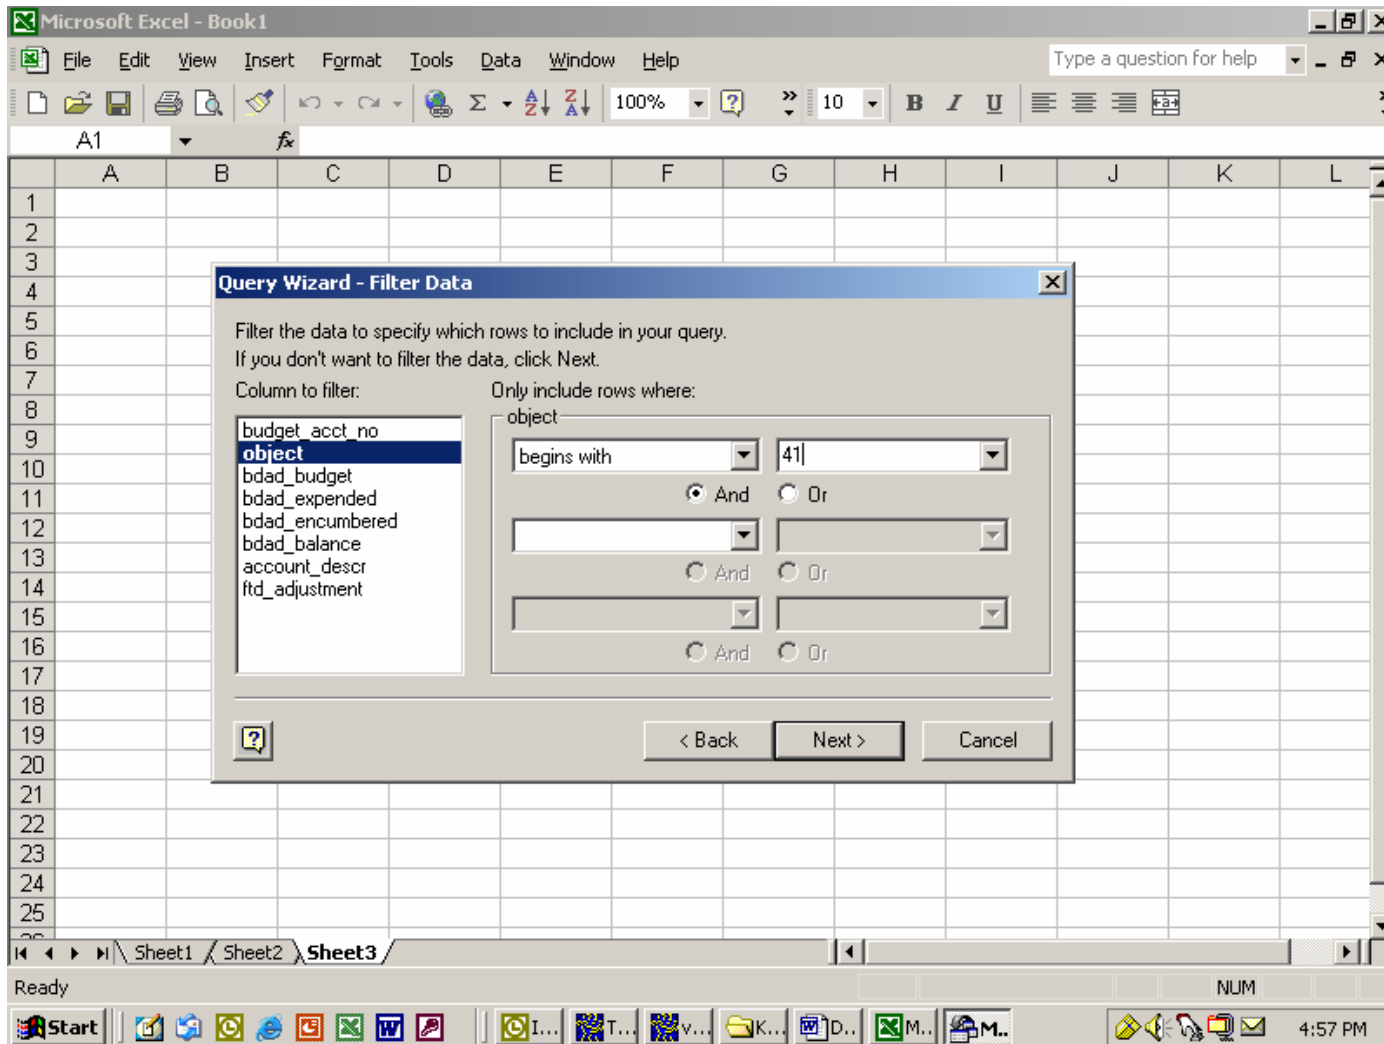 Microsoft Excel - Book1
File Edit View Insert Format Tools Data Window Help Type a question for help
Σ A Z Z A 100% ? » 10 B I U
A1 fx
A B C D E F G H I J K L
1
2
3
4
5
6
7
8
9
10
11
12
13
14
15
16
17
18
19
20
21
22
23
24
25
Query Wizard - Filter Data
Filter the data to specify which rows to include in your query.
If you don't want to filter the data, click Next.
Column to filter: Only include rows where:
budget_acct_no
object
bdad_budget
bdad_expended
bdad_encumbered
bdad_balance
account_descr
ftd_adjustment
object
begins with 41
And Or
And Or
And Or
? < Back Next > Cancel
Sheet1 Sheet2 Sheet3
Ready NUM
Start I... T... v... K... D.. M.. M.. 4:57 PM